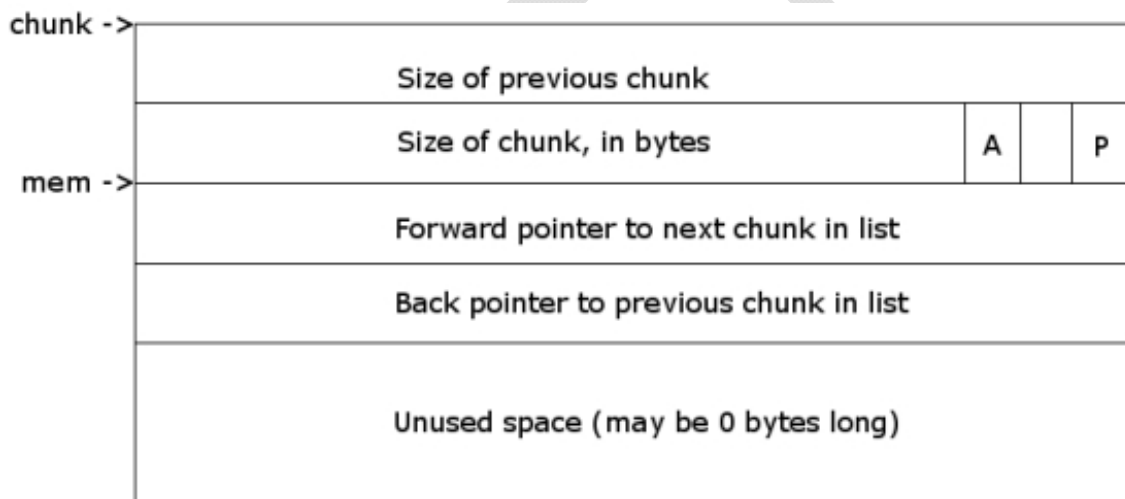 chunk ->
Size of previous chunk
Size of chunk, in bytes A P
mem ->
Forward pointer to next chunk in list
Back pointer to previous chunk in list
Unused space (may be 0 bytes long)